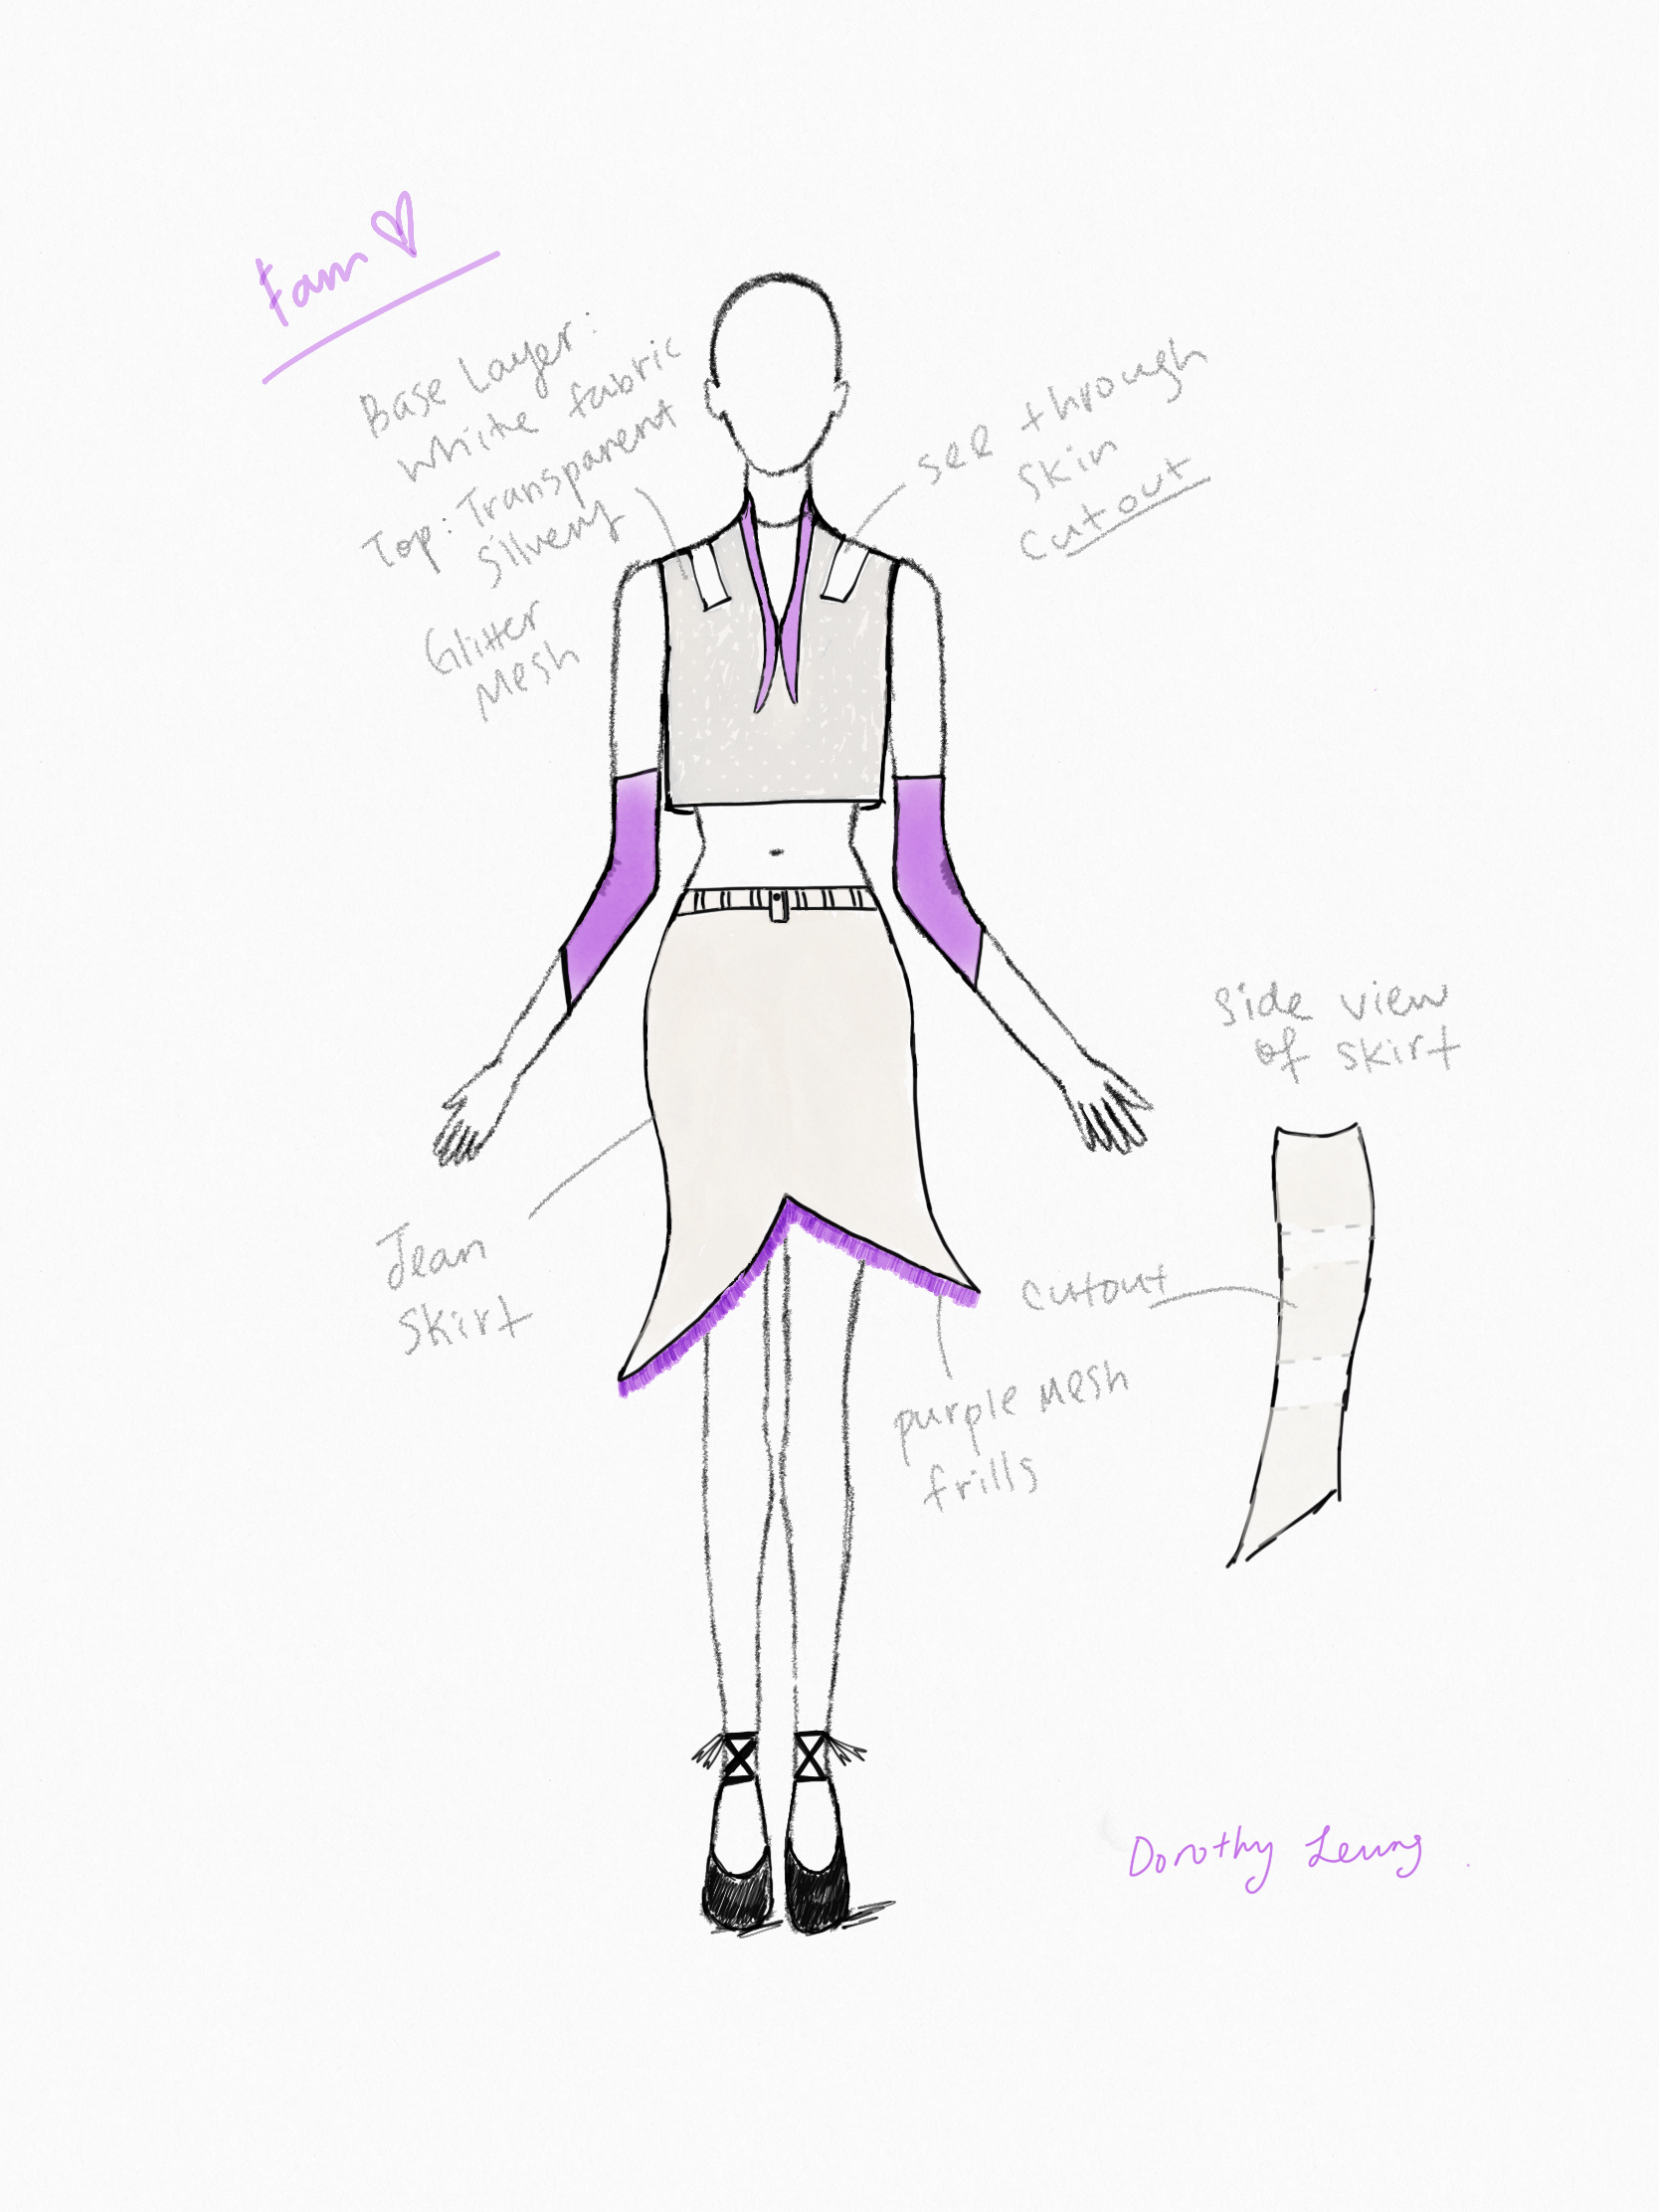 Fam ♡
Base Layer:
white fabric
Top: Transparent
Silvery
Glitter
Mesh
see through
skin
cutout
side view
of skirt
Jean
skirt
cutout
purple mesh
frills
Dorothy Leung